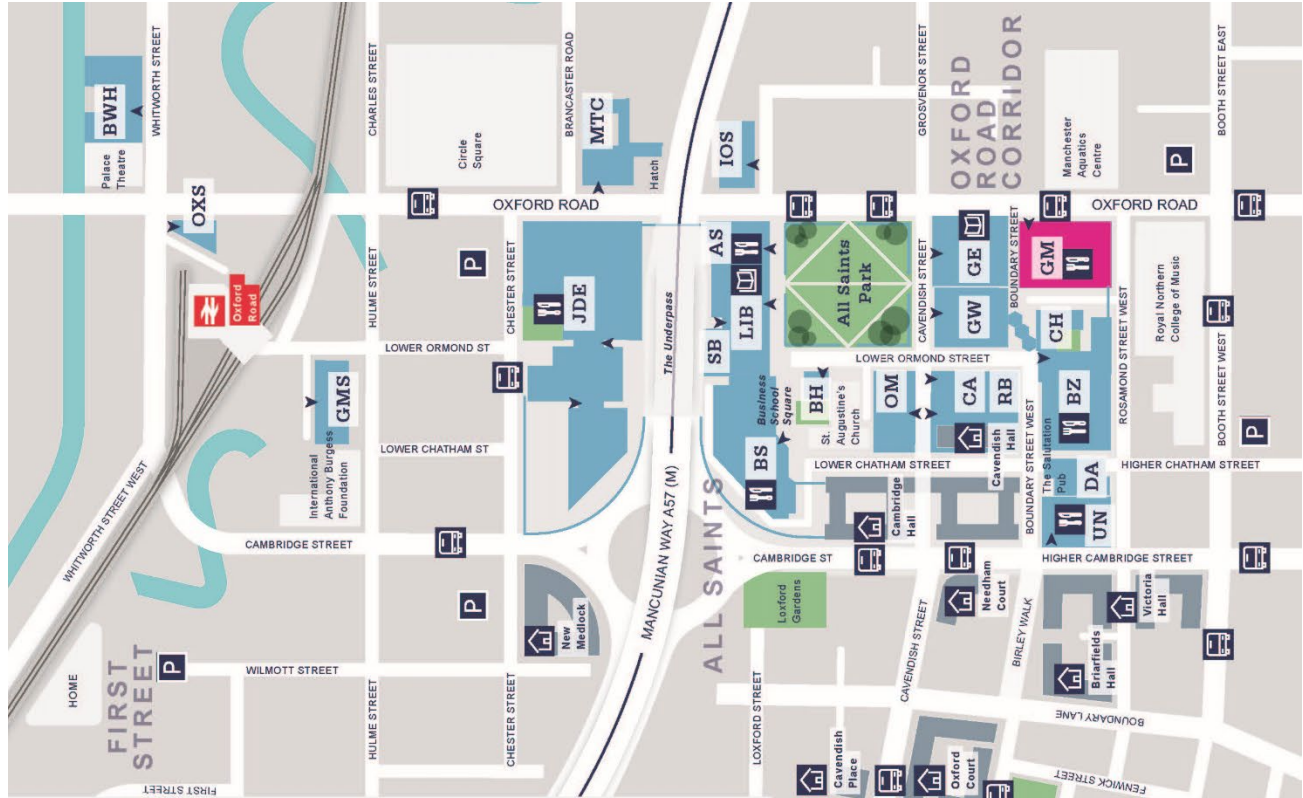 BWH
Palace
Theatre
WHITWORTH STREET
OXS
Oxford
Road
WHITWORTH STREET WEST
HOME
FIRST
STREET
FIRST STREET
CHARLES STREET
HULME STREET
Circle
Square
BRANCASTER ROAD
MTC
Hatch
OXFORD ROAD
P
CHESTER STREET
JDE
LOWER ORMOND ST
GMS
International
Anthony Burgess
Foundation
LOWER CHATHAM ST
CAMBRIDGE STREET
P
New
Medlock
P
WILMOTT STREET
HULME STREET
CHESTER STREET
The Underpass
MANCUNIAN WAY A57 (M)
ALL SAINTS
IOS
AS
LIB
SB
Business
School
Square
BS
BH
St.
Augustine's
Church
All Saints
Park
GROSVENOR STREET
OXFORD
ROAD
CORRIDOR
Manchester
Aquatics
Centre
BOOTH STREET EAST
P
OXFORD ROAD
CAVENDISH STREET
GE
GW
BOUNDARY STREET
GM
LOWER ORMOND STREET
OM
CA
RB
CH
BZ
ROSAMOND STREET WEST
Royal Northern
College of Music
BOOTH STREET WEST
P
Cavendish
Hall
LOWER CHATHAM STREET
BOUNDARY STREET WEST
The Salutation
Pub
DA
UN
HIGHER CHATHAM STREET
Cambridge
Hall
CAMBRIDGE ST
HIGHER CAMBRIDGE STREET
Loxford
Gardens
Needham
Court
BIRLEY WALK
CAVENDISH STREET
Victoria
Hall
Briarfields
Hall
LOXFORD STREET
BOUNDARY LANE
Cavendish
Place
Oxford
Court
FENWICK STREET